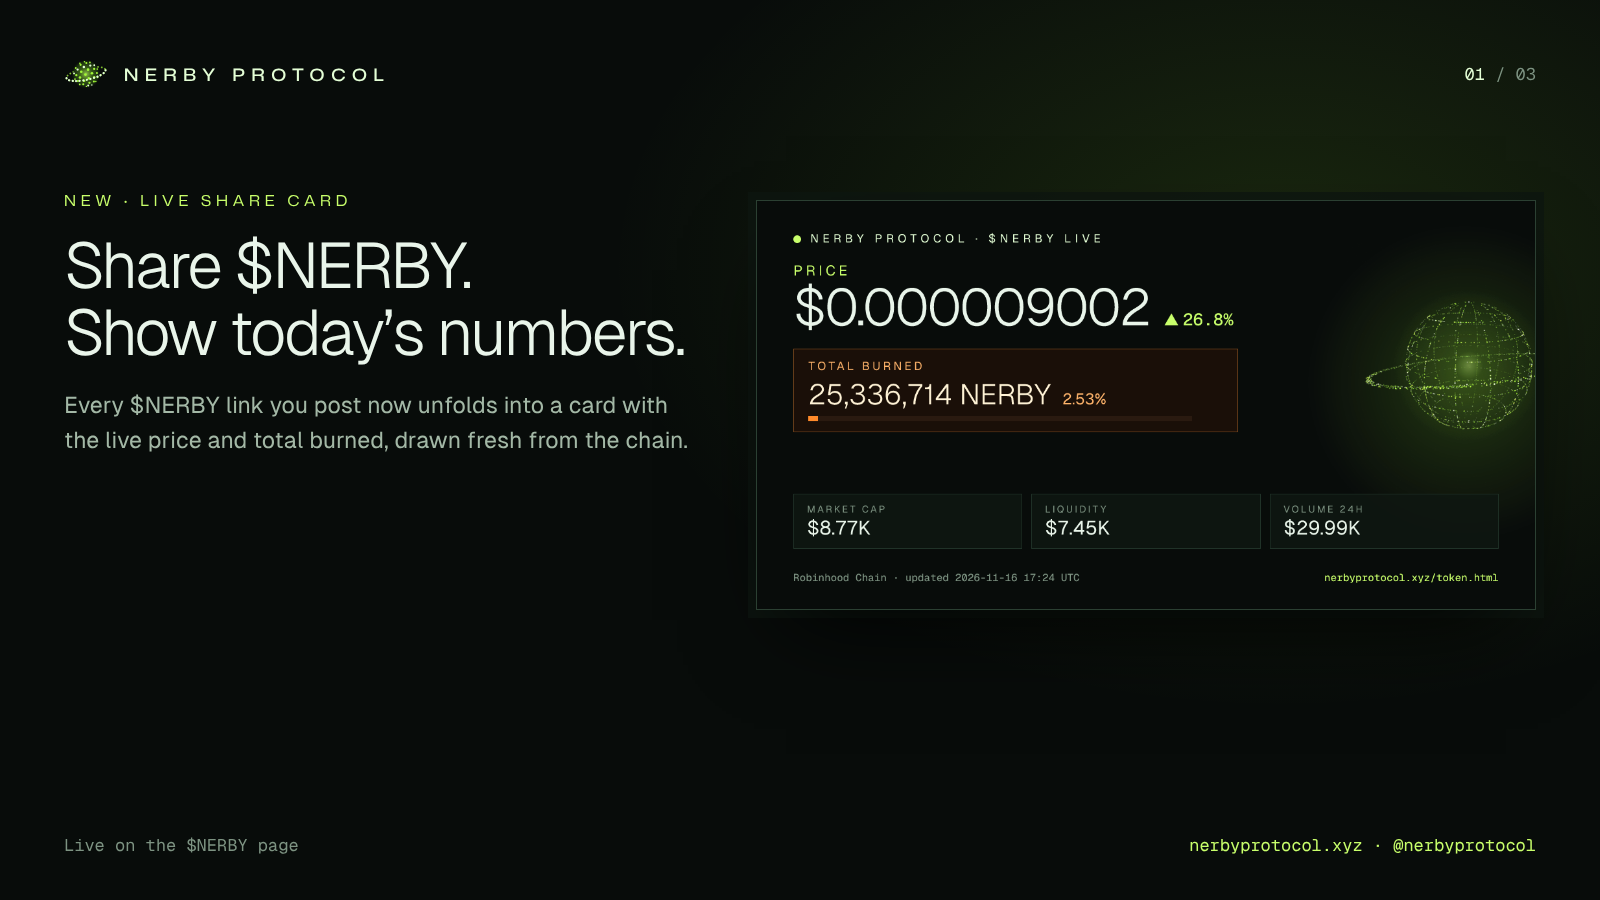 NERBY PROTOCOL
01 / 03
NEW · LIVE SHARE CARD
Share $NERBY.
Show today’s numbers.
Every $NERBY link you post now unfolds into a card with
the live price and total burned, drawn fresh from the chain.
NERBY PROTOCOL · $NERBY LIVE
PRICE
$0.000009002 ▲ 26.8%
TOTAL BURNED
25,336,714 NERBY 2.53%
MARKET CAP
$8.77K
LIQUIDITY
$7.45K
VOLUME 24H
$29.99K
Robinhood Chain · updated 2026-11-16 17:24 UTC
nerbyprotocol.xyz/token.html
Live on the $NERBY page
nerbyprotocol.xyz · @nerbyprotocol